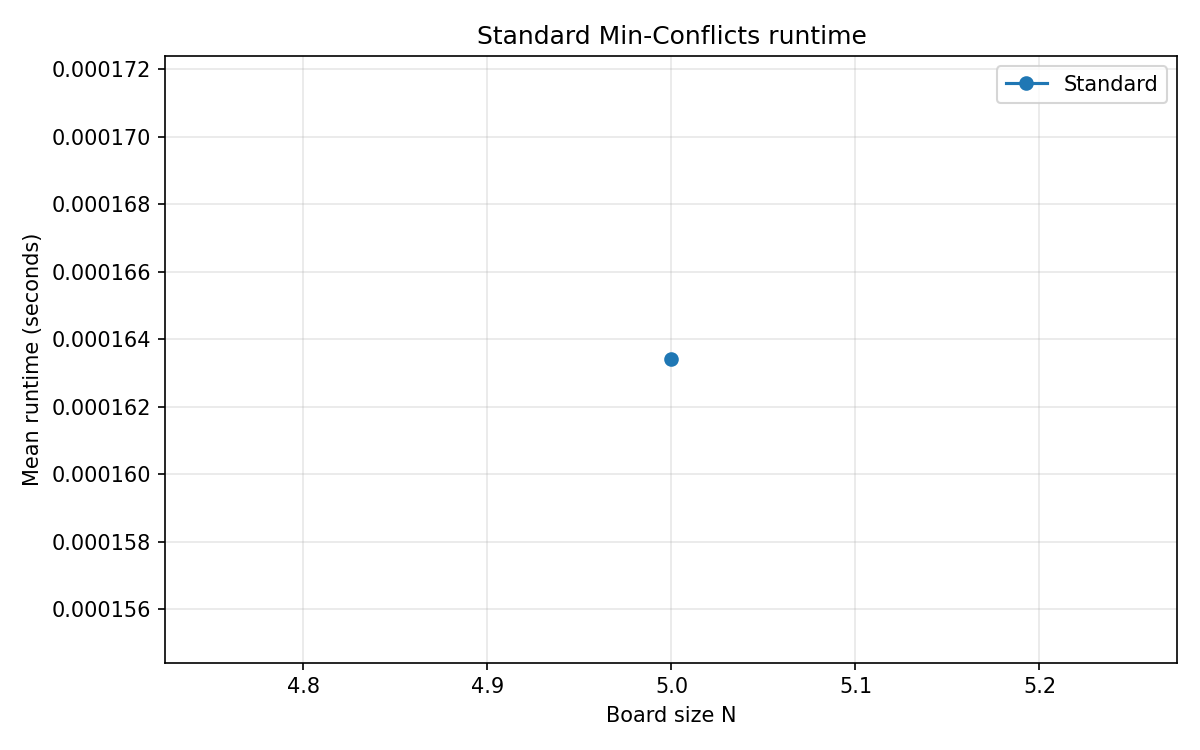 Standard Min-Conflicts runtime
Standard
Mean runtime (seconds)
0.000172
0.000170
0.000168
0.000166
0.000164
0.000162
0.000160
0.000158
0.000156
4.8 4.9 5.0 5.1 5.2
Board size N